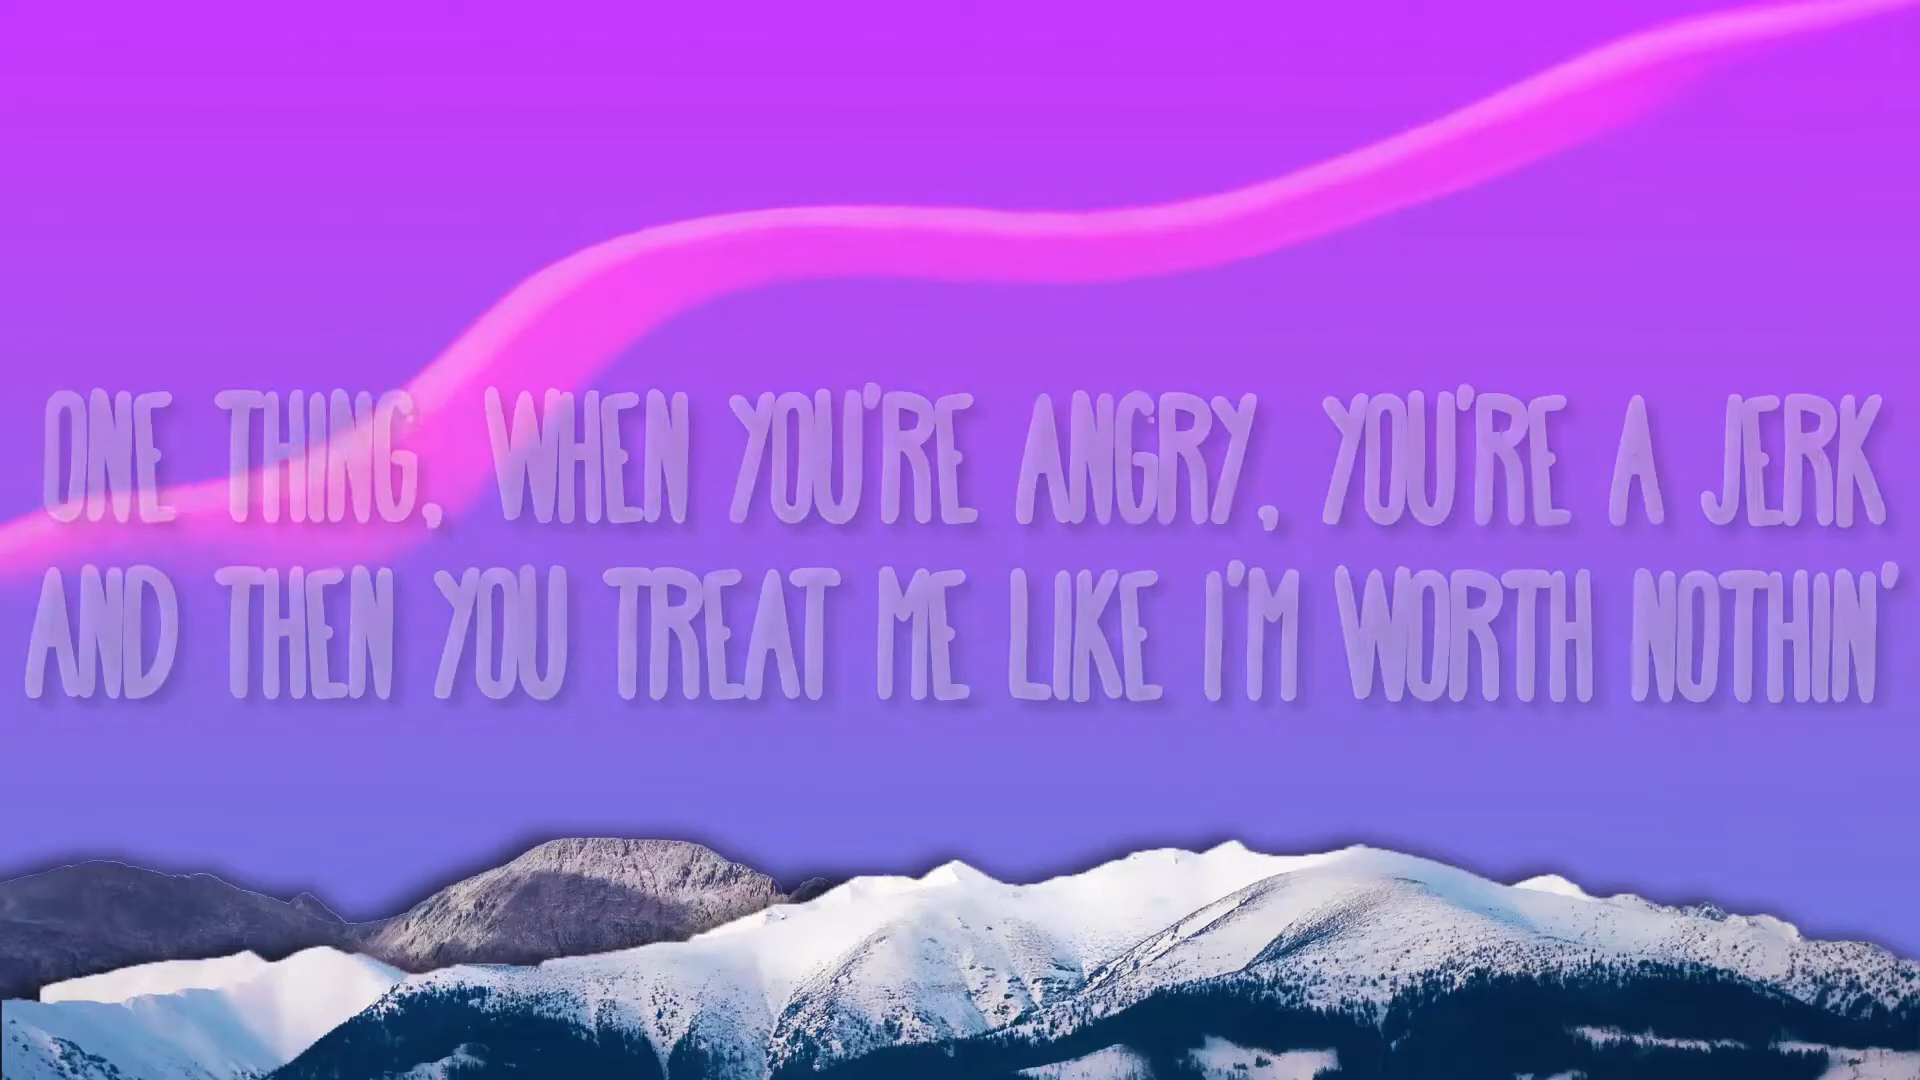 ONE THING, WHEN YOU'RE ANGRY, YOU'RE A JERK
AND THEN YOU TREAT ME LIKE I'M WORTH NOTHIN'